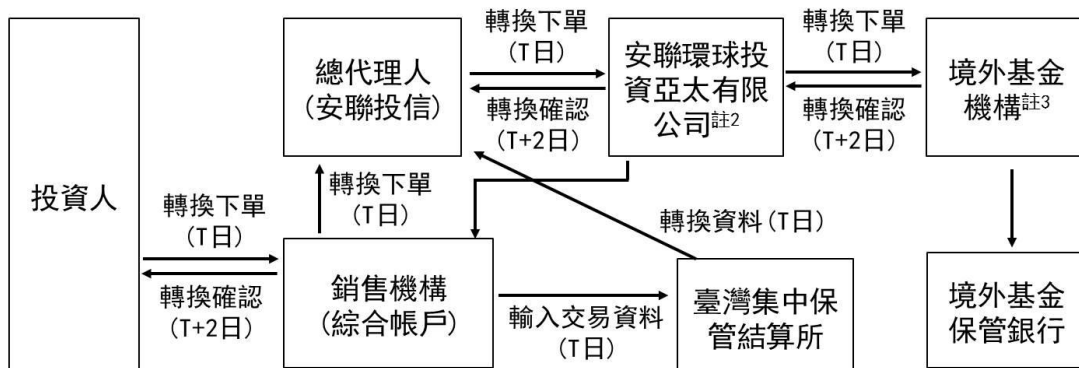 投資人
轉換下單
(T日)
轉換確認
(T+2日)
總代理人
(安聯投信)
轉換下單
(T日)
轉換確認
(T+2日)
安聯環球投
資亞太有限
公司註2
轉換下單
(T日)
轉換確認
(T+2日)
境外基金
機構註3
轉換下單
(T日)
轉換資料(T日)
銷售機構
(綜合帳戶)
輸入交易資料
(T日)
臺灣集中保
管結算所
境外基金
保管銀行